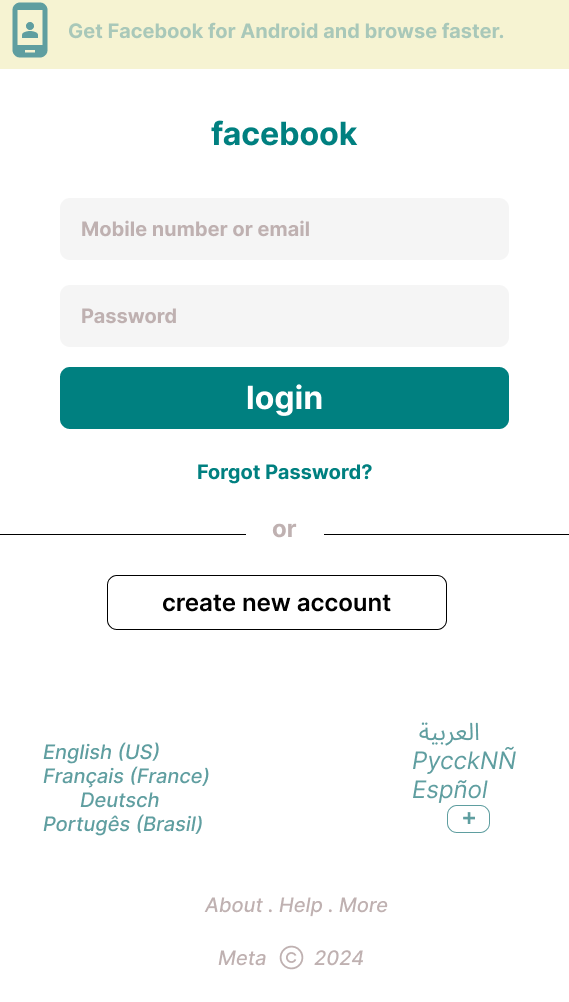 Get Facebook for Android and browse faster.
facebook
Mobile number or email
Password
login
Forgot Password?
or
create new account
English (US)
Français (France)
Deutsch
Portugês (Brasil)
العربية
PycckNÑ
Espñol
+
About . Help . More
Meta © 2024